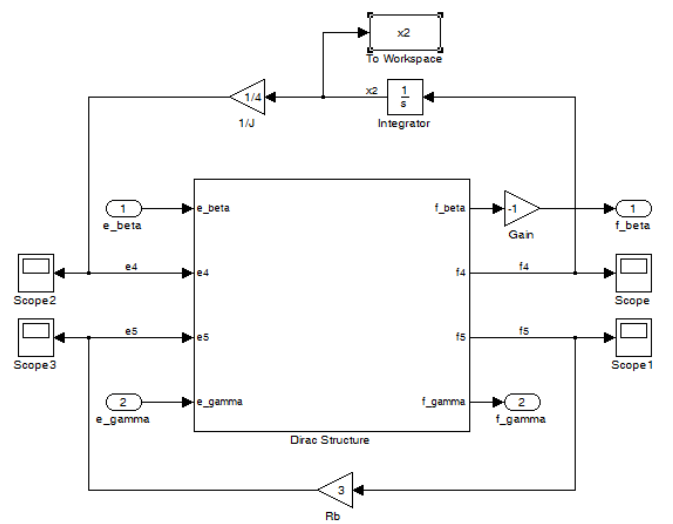 x2
To Workspace
1/4
1/J
x2
1
s
Integrator
1
e_beta
e_beta
f_beta
-1
Gain
1
f_beta
Scope2
e4
e4
f4
f4
Scope
Scope3
e5
e5
f5
f5
Scope1
2
e_gamma
e_gamma
f_gamma
2
f_gamma
Dirac Structure
3
Rb